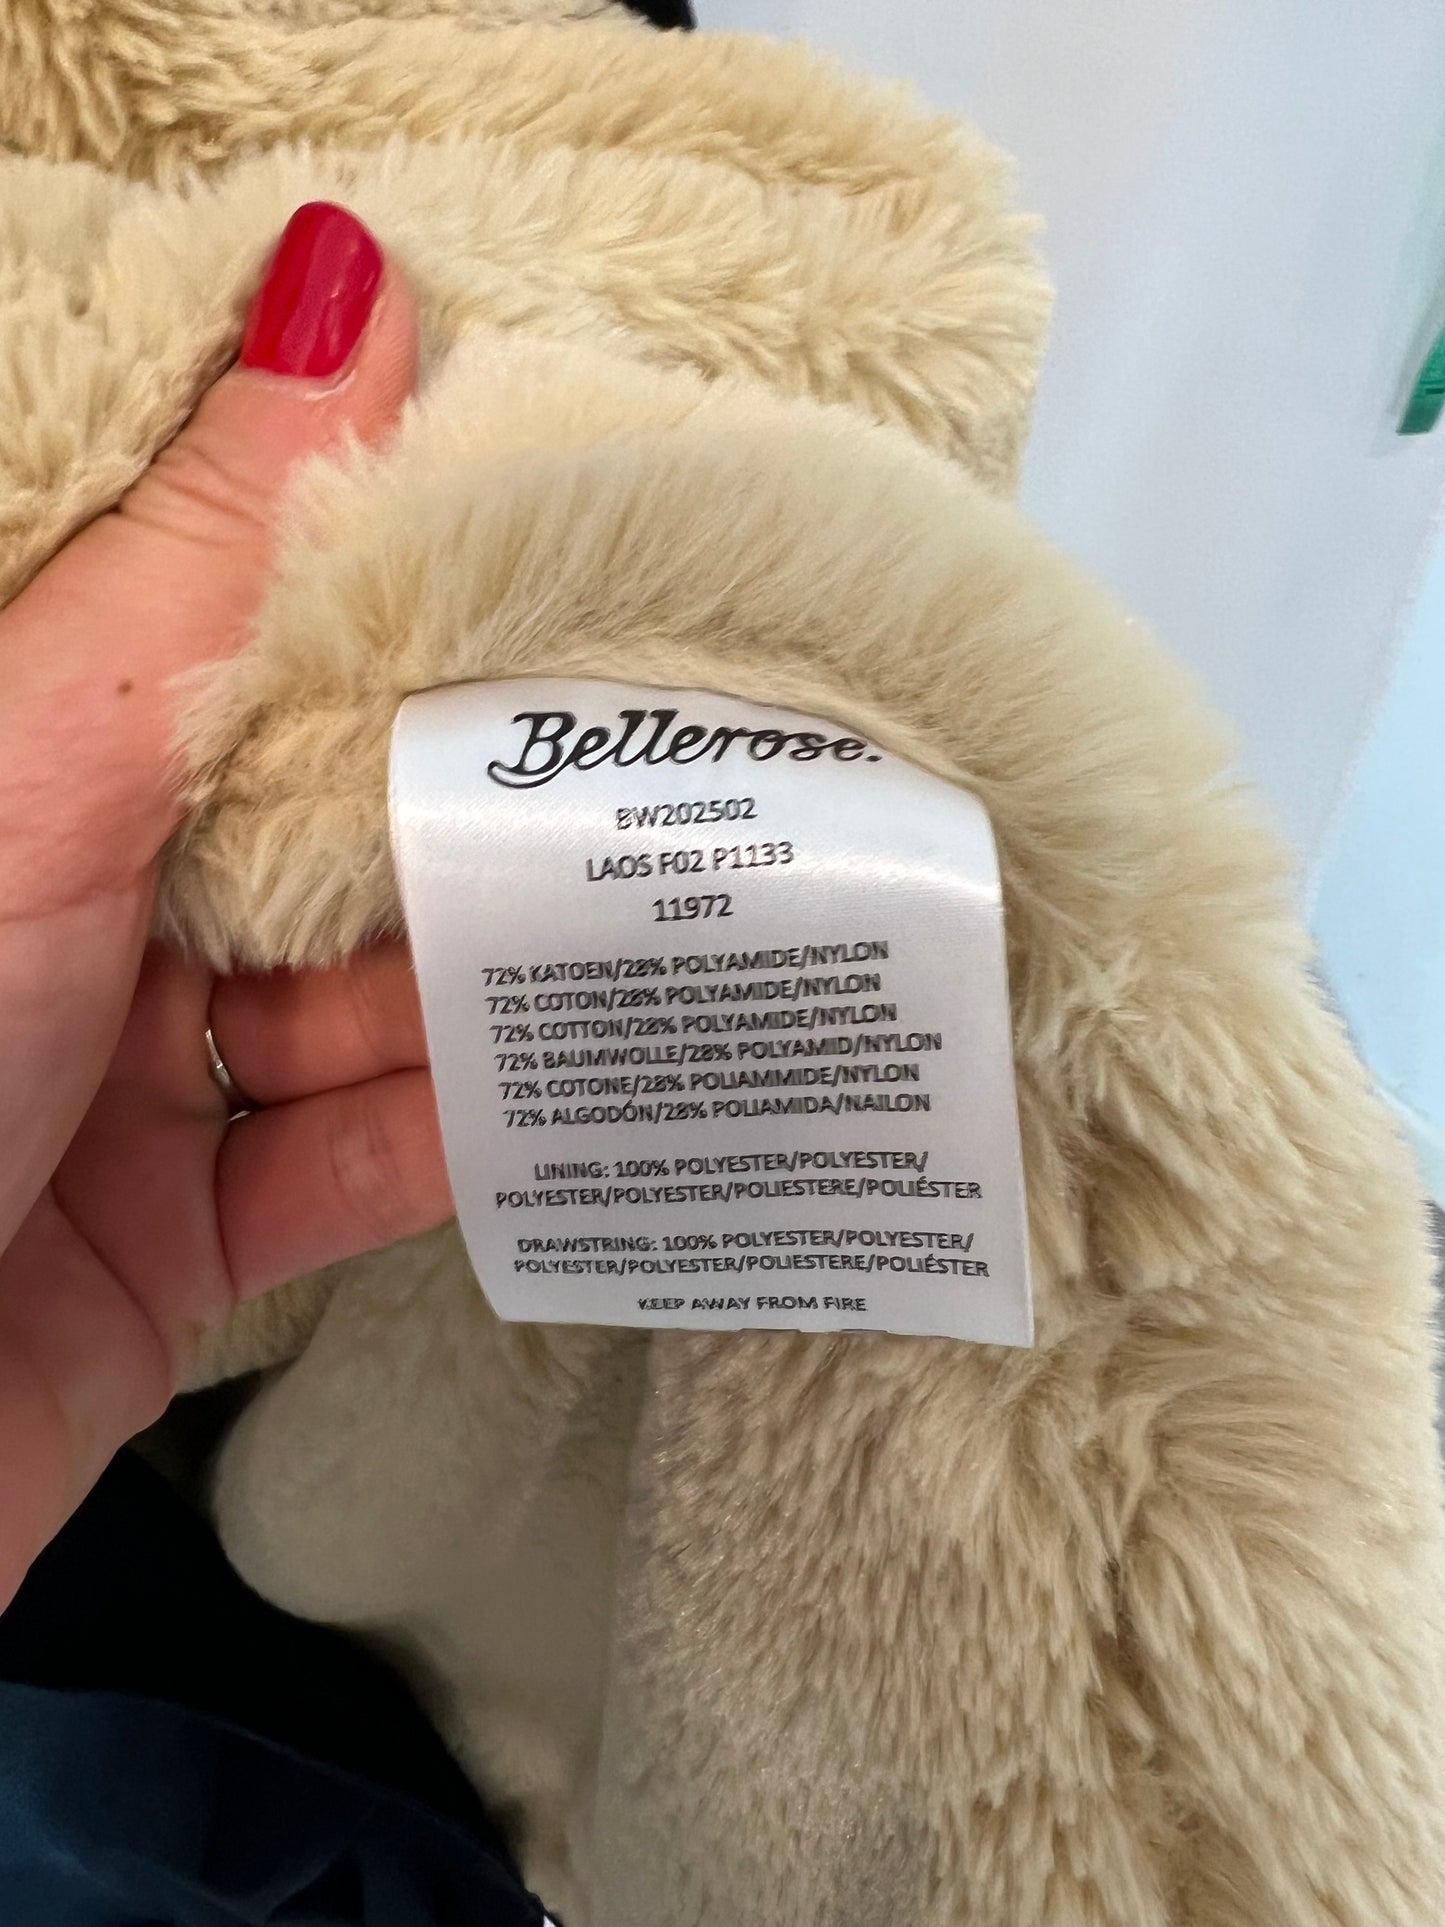 Bellerose.
BW202502
LAOS F02 P1133
11972
72% KATOEN/28% POLYAMIDE/NYLON
72% COTON/28% POLYAMIDE/NYLON
72% COTTON/28% POLYAMIDE/NYLON
72% BAUMWOLLE/28% POLYAMID/NYLON
72% COTONE/28% POLIAMMIDE/NYLON
72% ALGODÓN/28% POLIAMIDA/NAILON
LINING: 100% POLYESTER/POLYESTER/
POLYESTER/POLYESTER/POLIESTERE/POLIÉSTER
DRAWSTRING: 100% POLYESTER/POLYESTER/
POLYESTER/POLYESTER/POLIESTERE/POLIÉSTER
KEEP AWAY FROM FIRE